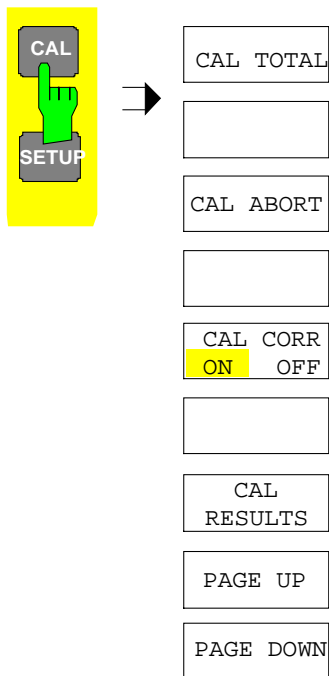 CAL
SETUP
CAL TOTAL
CAL ABORT
CAL CORR
ON OFF
CAL
RESULTS
PAGE UP
PAGE DOWN